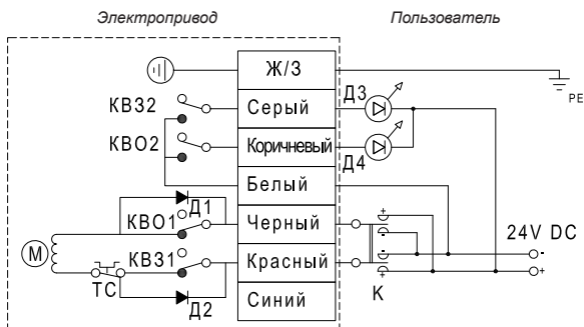 Электропривод Пользователь
Ж/З
PE
КВЗ2 Серый Д3
КВО2 Коричневый Д4
Белый
Д1
КВО1 Черный 24V DC
-
М КВЗ1 Красный +
ТС Д2 Синий К
+
-
-
+